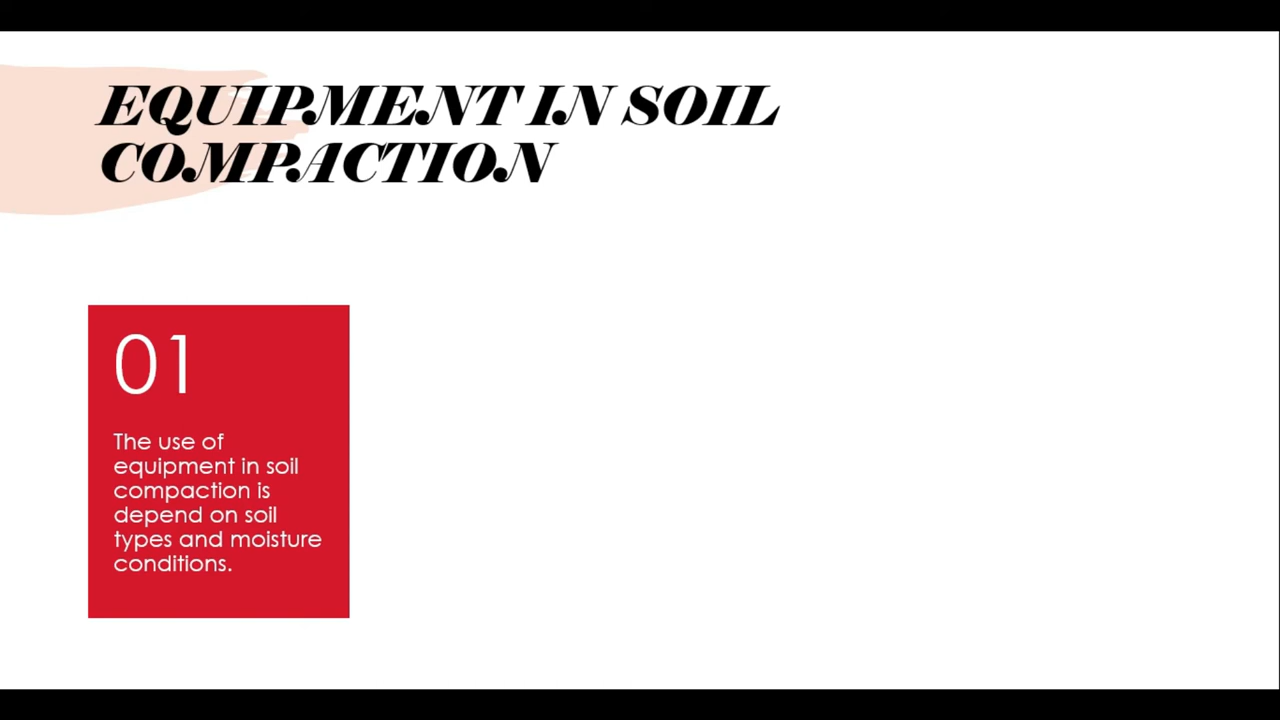 EQUIPMENT IN SOIL
COMPACTION
01
The use of
equipment in soil
compaction is
depend on soil
types and moisture
conditions.